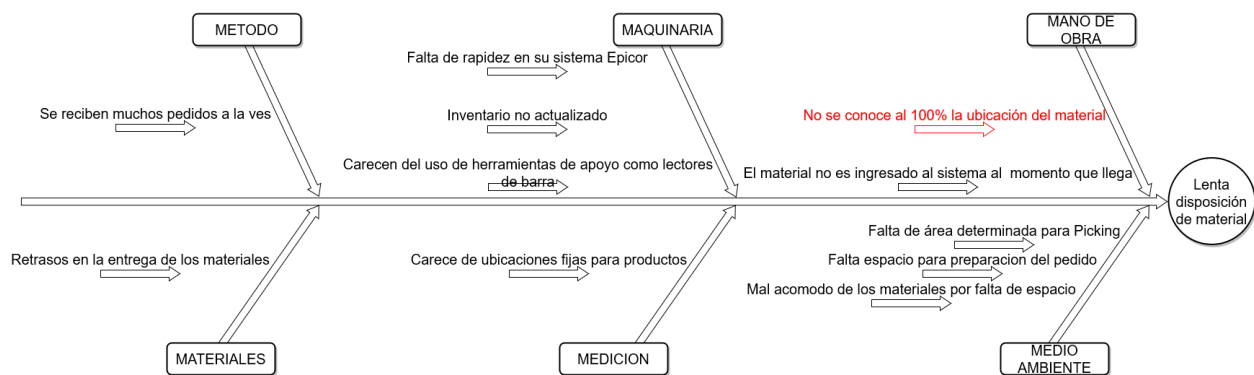 METODO
MAQUINARIA
MANO DE
OBRA
Falta de rapidez en su sistema Epicor
Se reciben muchos pedidos a la ves
Inventario no actualizado
No se conoce al 100% la ubicación del material
Carecen del uso de herramientas de apoyo como lectores
de barra
El material no es ingresado al sistema al momento que llega
Lenta
disposición
de material
Falta de área determinada para Picking
Retrasos en la entrega de los materiales
Carece de ubicaciones fijas para productos
Falta espacio para preparacion del pedido
Mal acomodo de los materiales por falta de espacio
MATERIALES
MEDICION
MEDIO
AMBIENTE